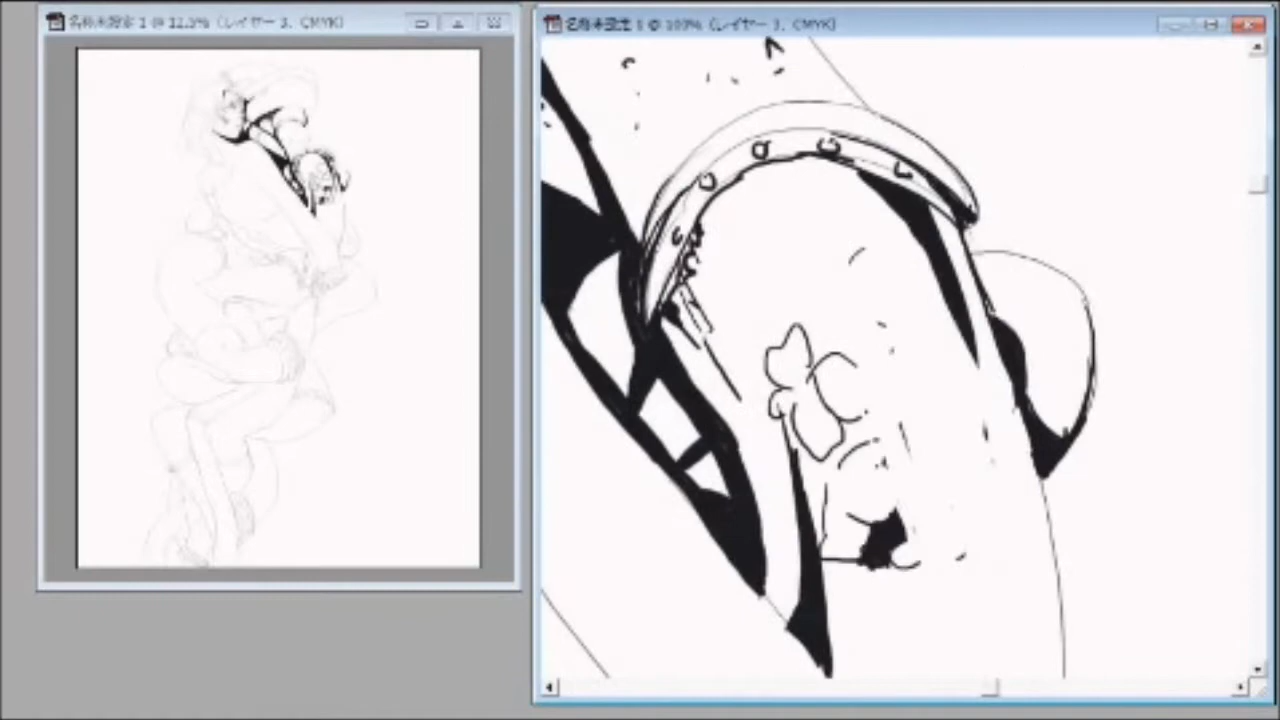 名称未設定 1 @ 12.5% (レイヤー 3, CMYK)
名称未設定 1 @ 100% (レイヤー 3, CMYK)